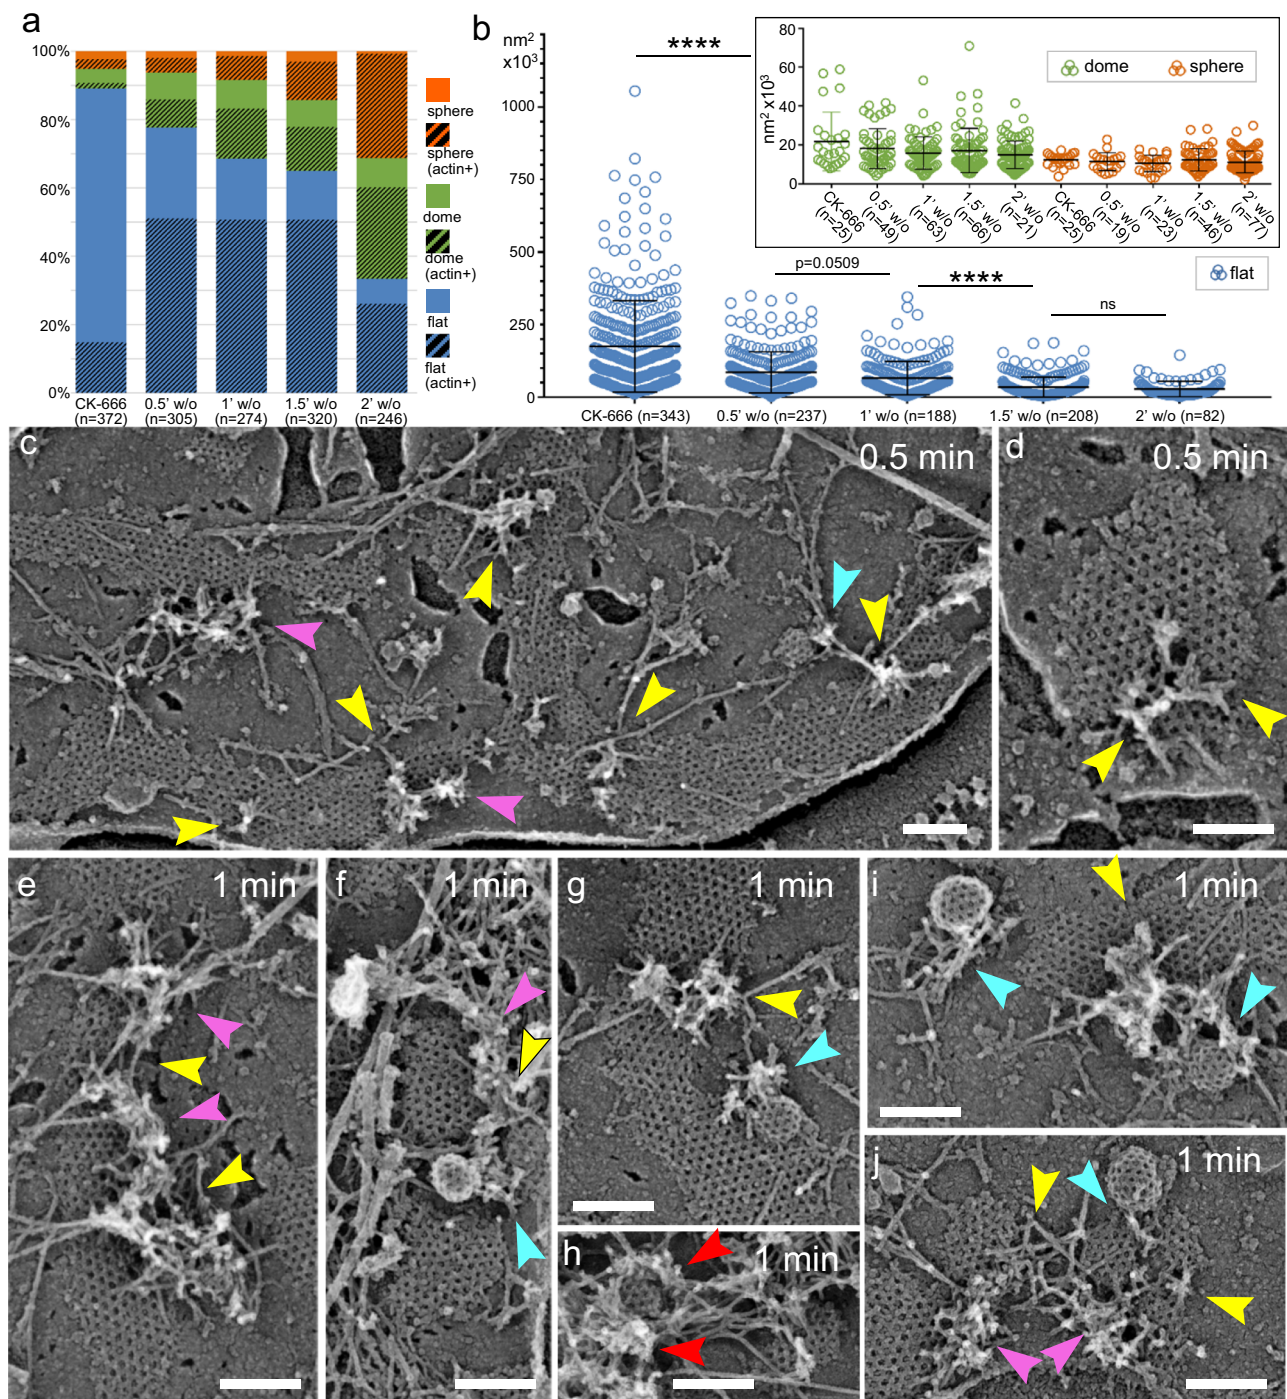 a
100%
80%
60%
40%
20%
0%
CK-666
(n=372)
0.5' w/o
(n=305)
1' w/o
(n=274)
1.5' w/o
(n=320)
2' w/o
(n=246)
sphere
sphere
(actin+)
dome
dome
(actin+)
flat
flat
(actin+)
b
nm²
x10³
1000
750
500
250
0
****
p=0.0509
****
ns
flat
CK-666 (n=343)
0.5' w/o (n=237)
1' w/o (n=188)
1.5' w/o (n=208)
2' w/o (n=82)
nm² x10³
80
60
40
20
0
dome
sphere
CK-666
(n=25)
0.5' w/o
(n=49)
1' w/o
(n=63)
1.5' w/o
(n=66)
2' w/o
(n=21)
CK-666
(n=25)
0.5' w/o
(n=19)
1' w/o
(n=23)
1.5' w/o
(n=46)
2' w/o
(n=77)
c
0.5 min
d
0.5 min
e
1 min
f
1 min
g
1 min
h
1 min
i
1 min
j
1 min